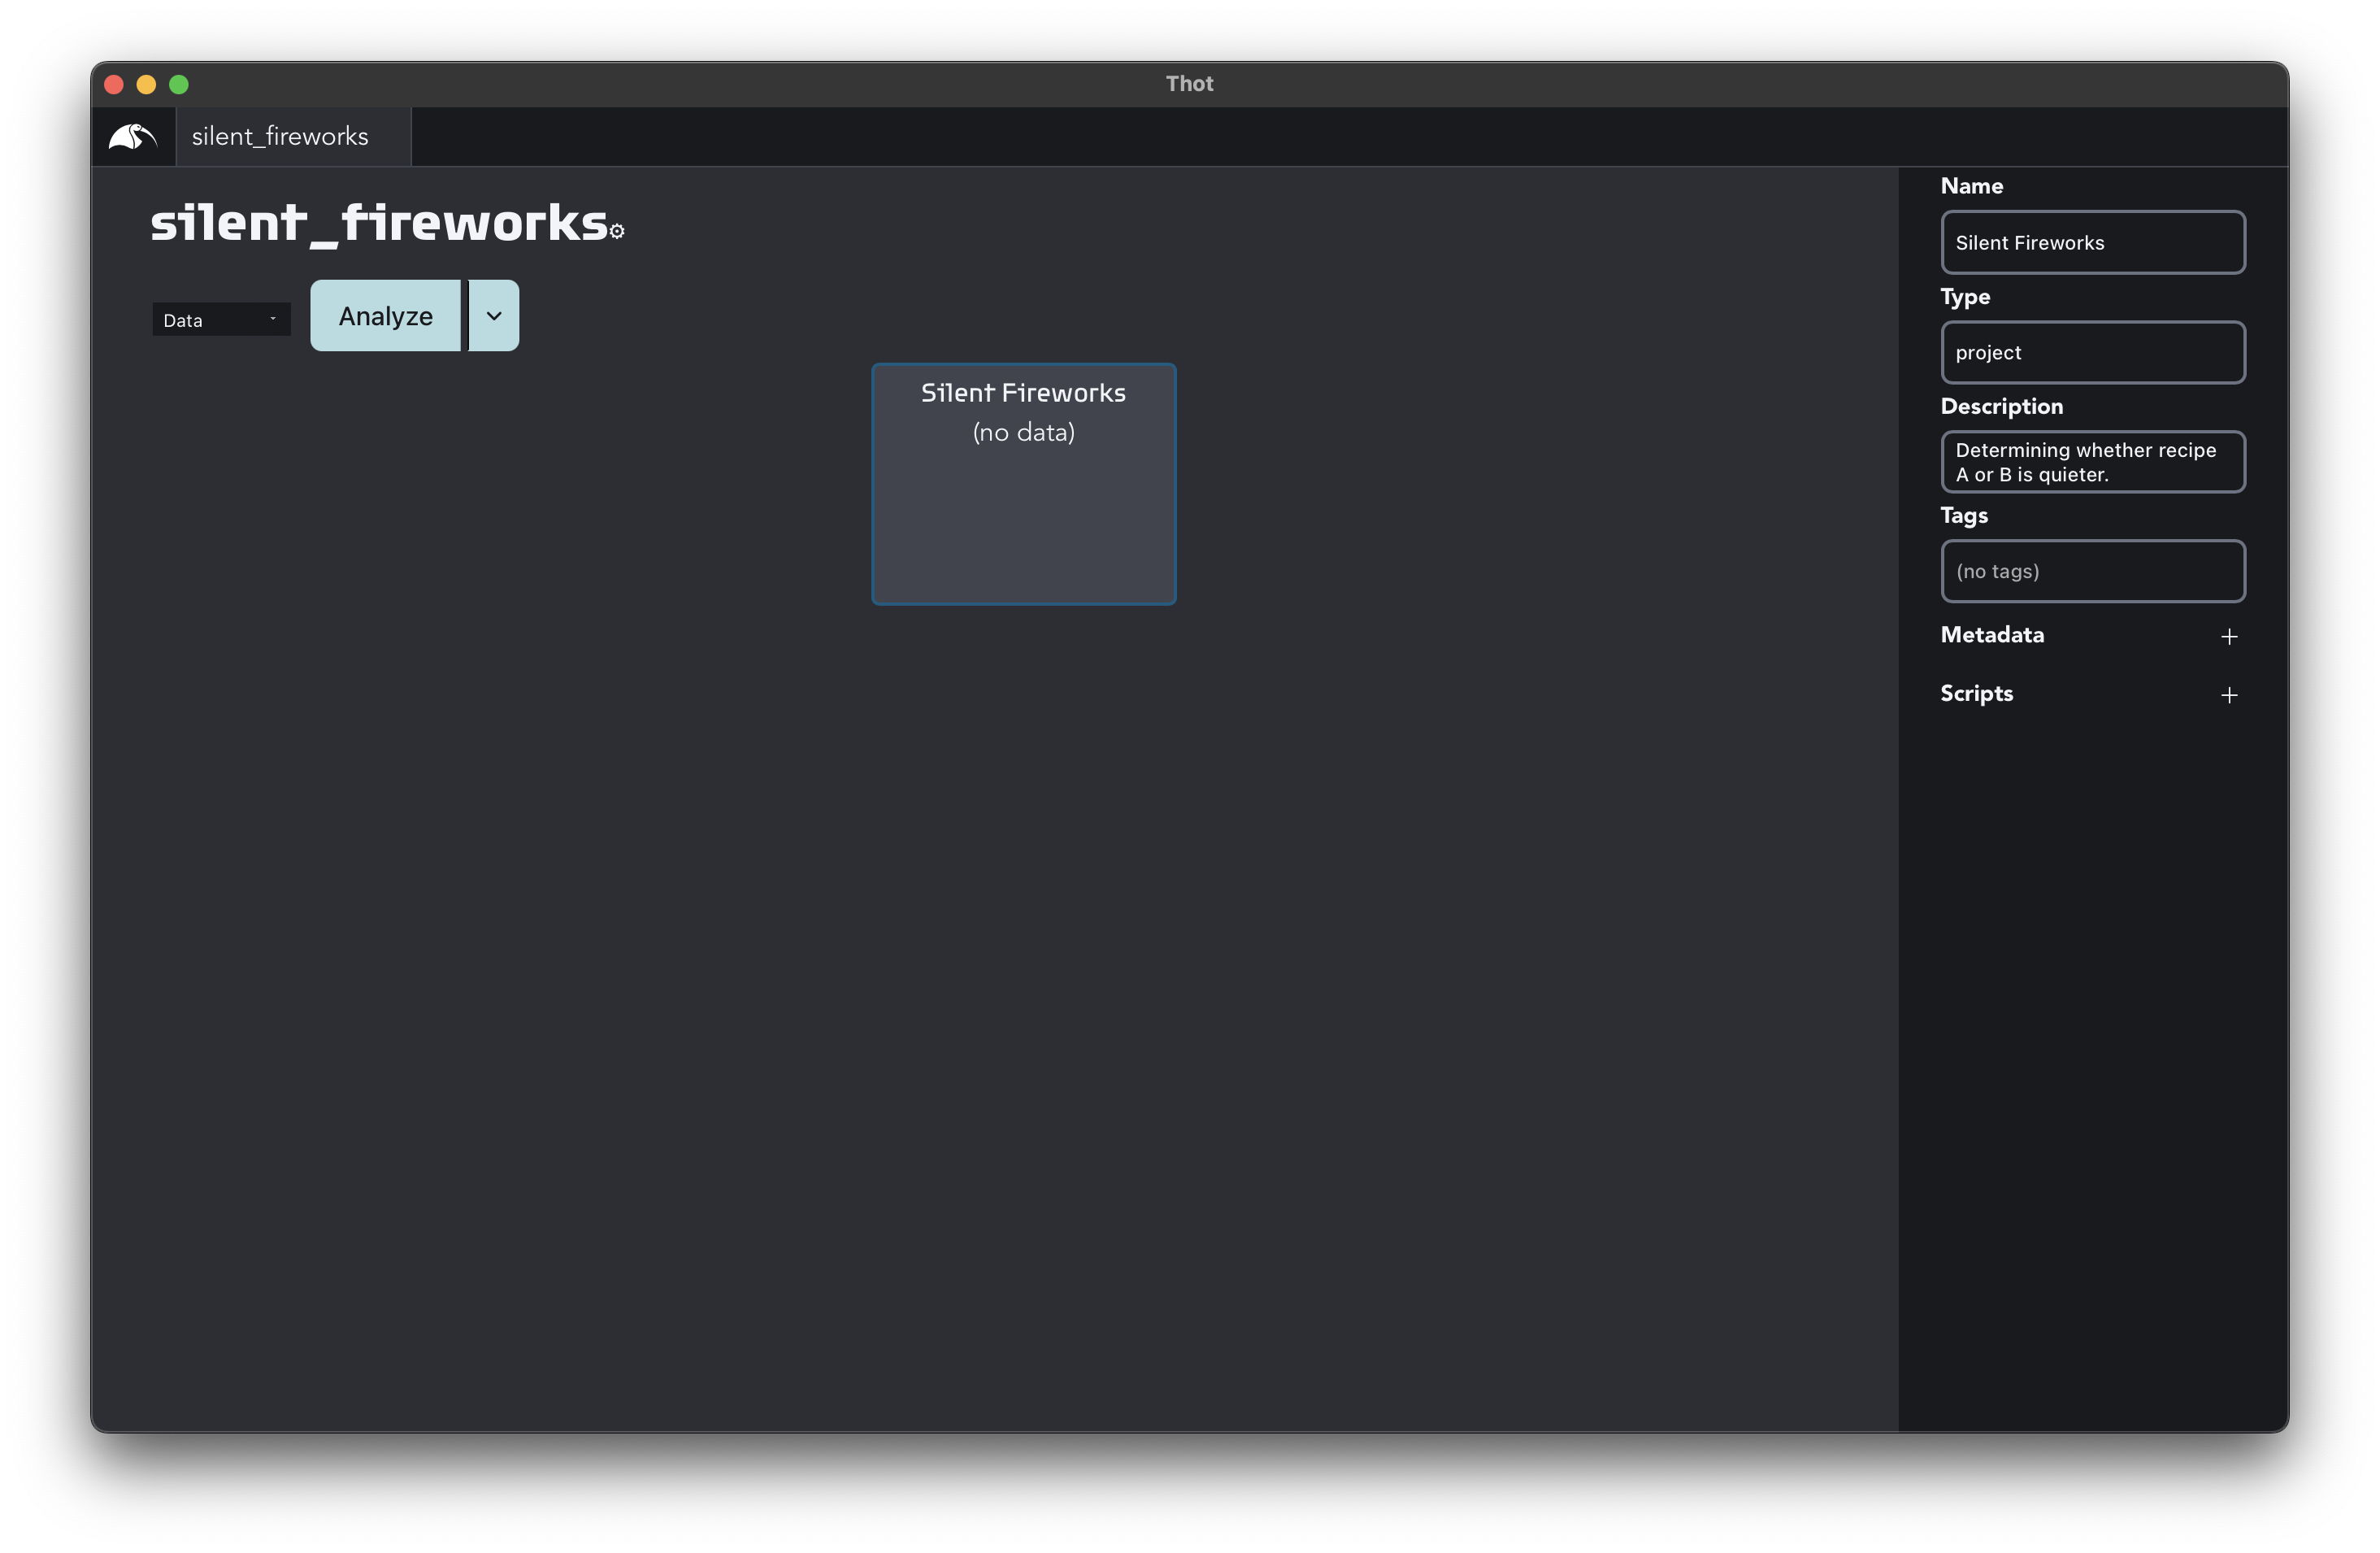 Thot
silent_fireworks
silent_fireworks
Data
Analyze
Silent Fireworks
(no data)
Name
Silent Fireworks
Type
project
Description
Determining whether recipe
A or B is quieter.
Tags
(no tags)
Metadata
Scripts